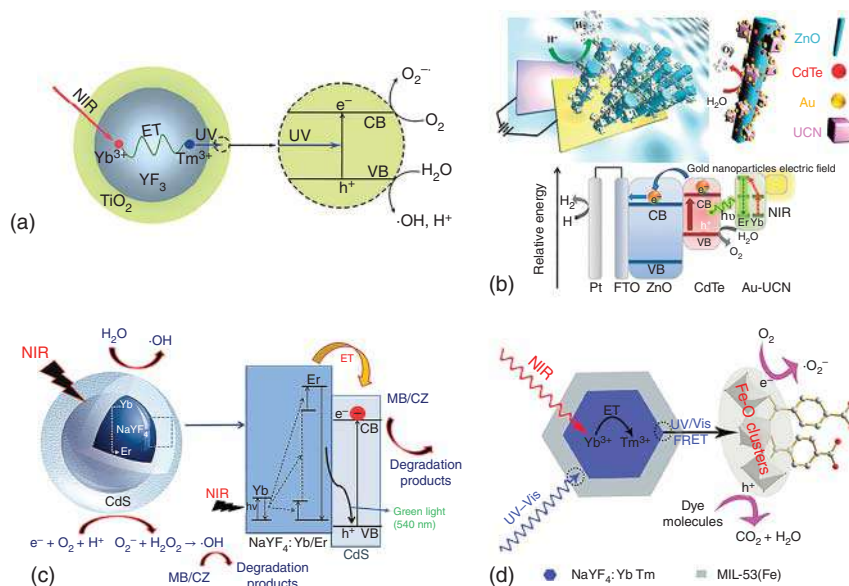 NIR
ET
UV
Yb³⁺
Tm³⁺
YF₃
TiO₂
UV
e⁻
CB
VB
h⁺
O₂⁻·
O₂
H₂O
·OH, H⁺
(a)
H⁺
H₂O
ZnO
CdTe
Au
UCN
Gold nanoparticles electric field
Relative energy
H₂
H
e⁻
CB
VB
e⁻
CB
h⁺
VB
hυ
Er Yb
NIR
H₂O
O₂
Pt FTO ZnO CdTe Au-UCN
(b)
H₂O
·OH
NIR
Yb
NaYF₄
Er
CdS
e⁻ + O₂ + H⁺ O₂⁻ + H₂O₂ → ·OH
MB/CZ
Degradation
products
ET
Er
Yb
NIR
hν
e⁻
CB
h⁺
VB
MB/CZ
Degradation
products
Green light
(540 nm)
NaYF₄: Yb/Er
CdS
(c)
NIR
ET
Yb³⁺ Tm³⁺
UV–Vis
UV/Vis
FRET
Fe-O clusters
O₂
·O₂⁻
e⁻
h⁺
Dye
molecules
CO₂ + H₂O
NaYF₄: Yb Tm
MIL-53(Fe)
(d)